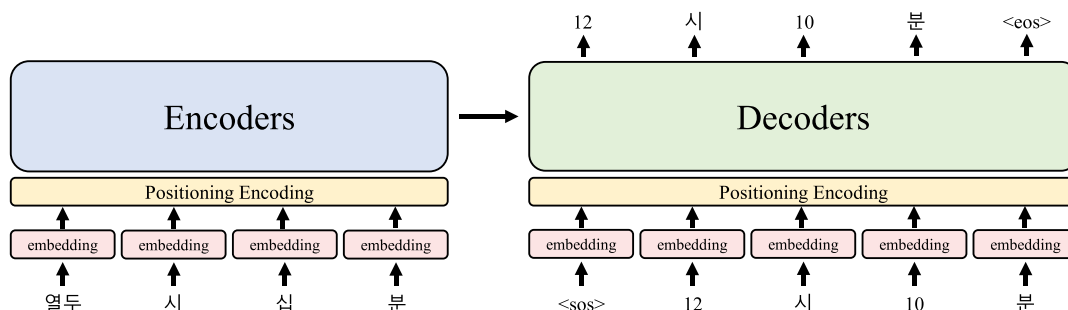 12 시 10 분 <eos>
Encoders Decoders
Positioning Encoding Positioning Encoding
embedding embedding embedding embedding embedding embedding embedding embedding embedding
열두 시 십 분 <sos> 12 시 10 분